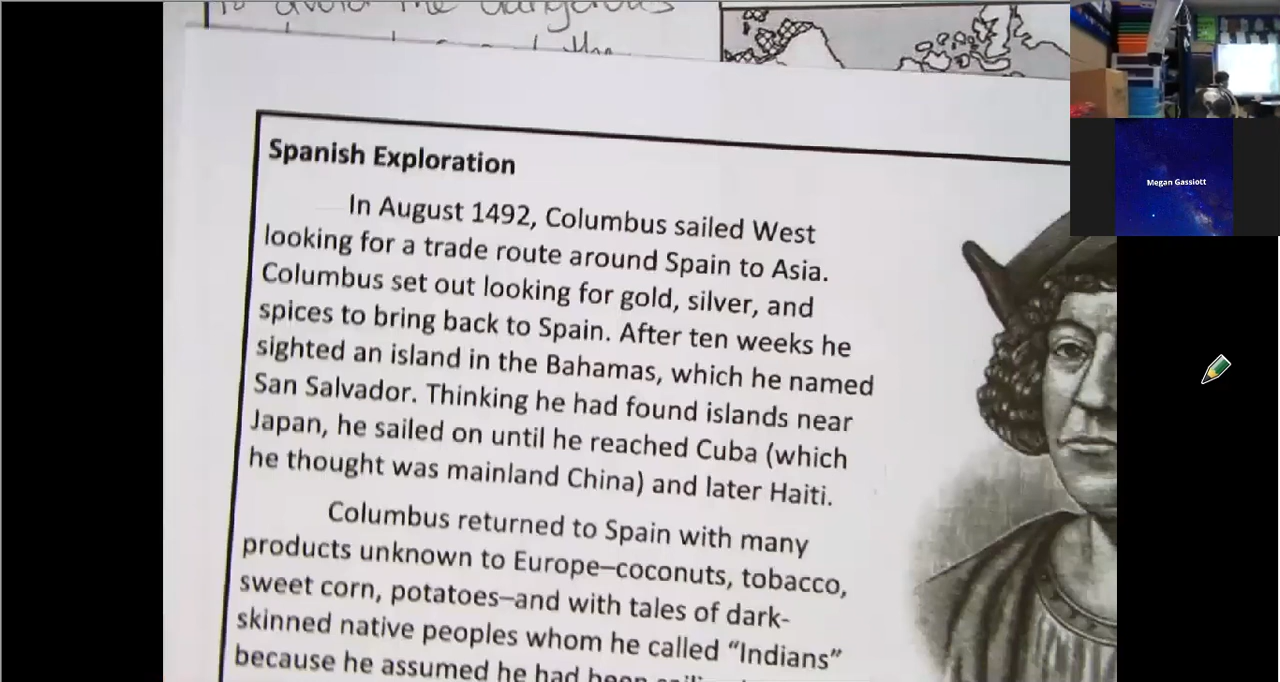 to avoid the dangerous
Spanish Exploration
In August 1492, Columbus sailed West
looking for a trade route around Spain to Asia.
Columbus set out looking for gold, silver, and
spices to bring back to Spain. After ten weeks he
sighted an island in the Bahamas, which he named
San Salvador. Thinking he had found islands near
Japan, he sailed on until he reached Cuba (which
he thought was mainland China) and later Haiti.
Columbus returned to Spain with many
products unknown to Europe–coconuts, tobacco,
sweet corn, potatoes–and with tales of dark-
skinned native peoples whom he called “Indians”
because he assumed he had been
Megan Gassiott